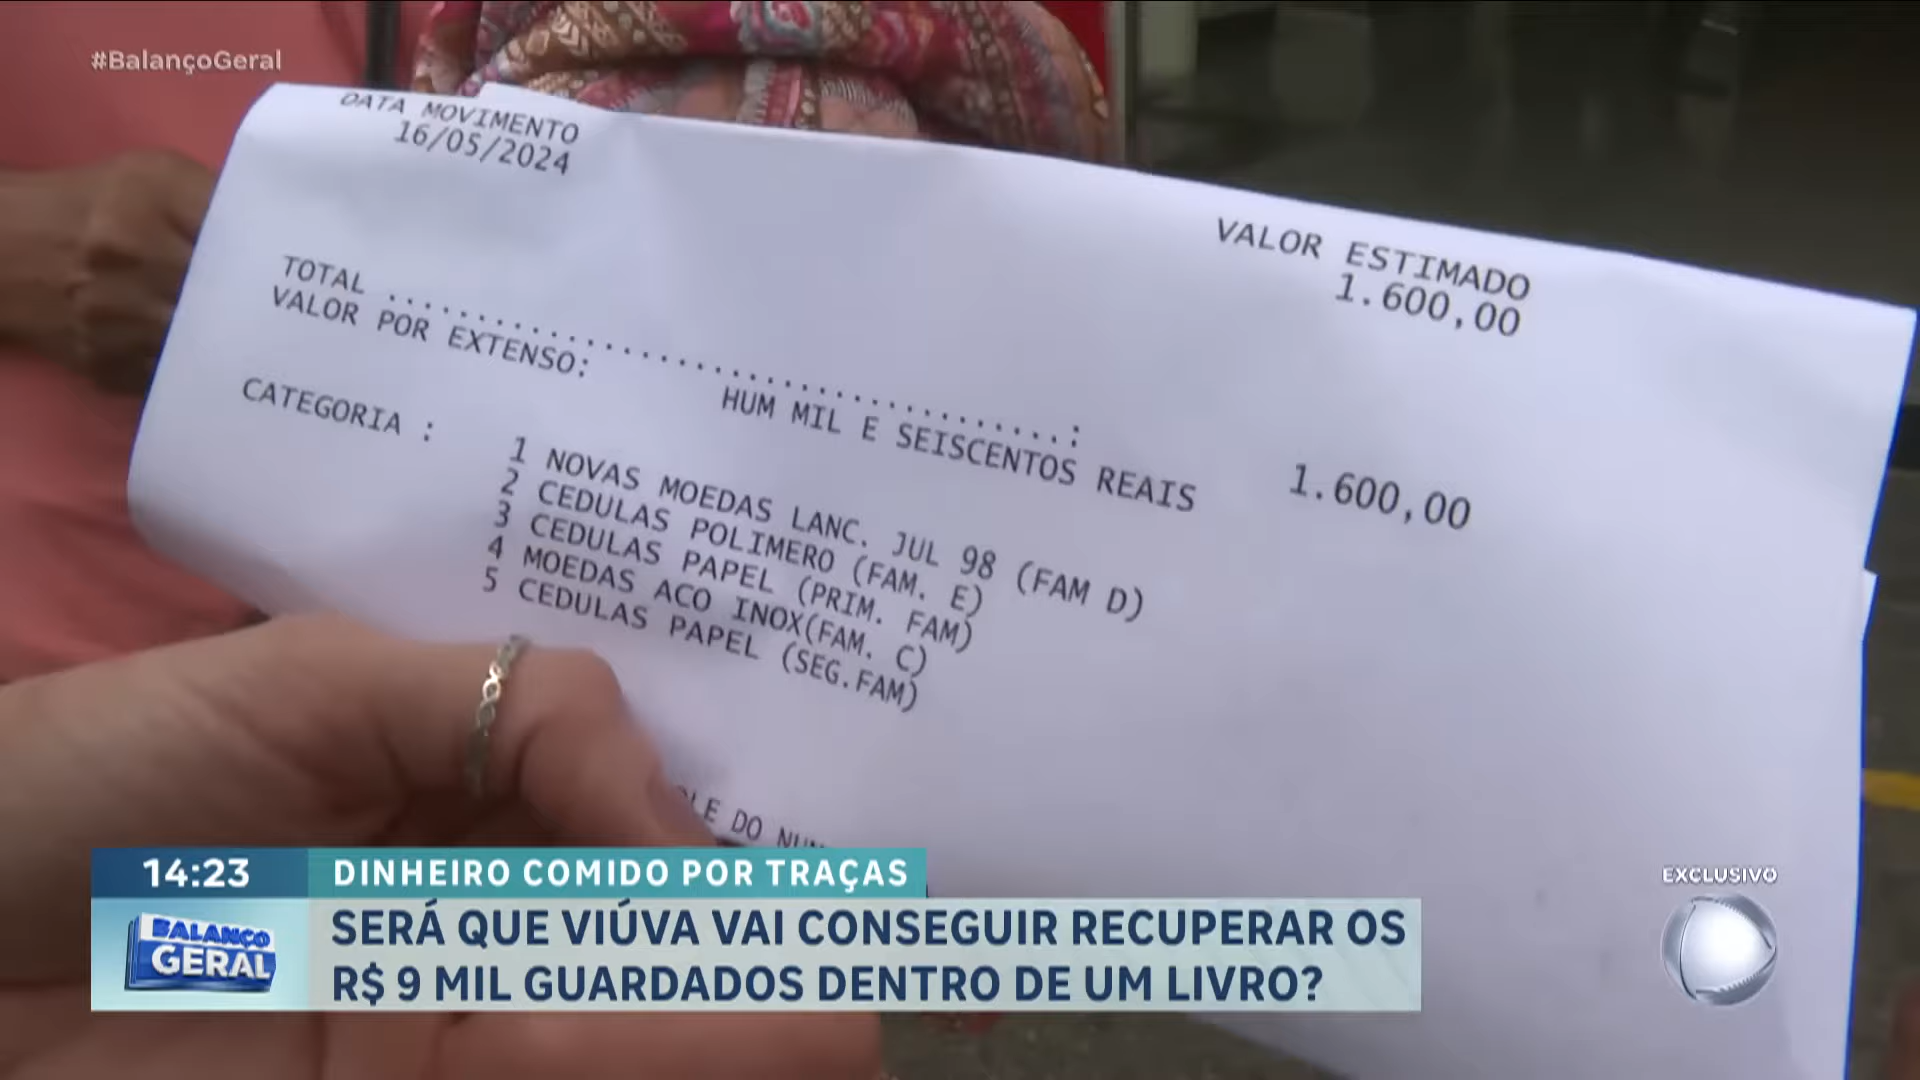 #BalançoGeral
DATA MOVIMENTO
16/05/2024
VALOR ESTIMADO
1.600,00
TOTAL ..............................................:
1.600,00
VALOR POR EXTENSO:
HUM MIL E SEISCENTOS REAIS
CATEGORIA :
1 NOVAS MOEDAS LANC. JUL 98 (FAM D)
2 CEDULAS POLIMERO (FAM. E)
3 CEDULAS PAPEL (PRIM. FAM)
4 MOEDAS ACO INOX(FAM. C)
5 CEDULAS PAPEL (SEG.FAM)
DO
14:23
DINHEIRO COMIDO POR TRAÇAS
BALANÇO
GERAL
SERÁ QUE VIÚVA VAI CONSEGUIR RECUPERAR OS
R$ 9 MIL GUARDADOS DENTRO DE UM LIVRO?
EXCLUSIVO